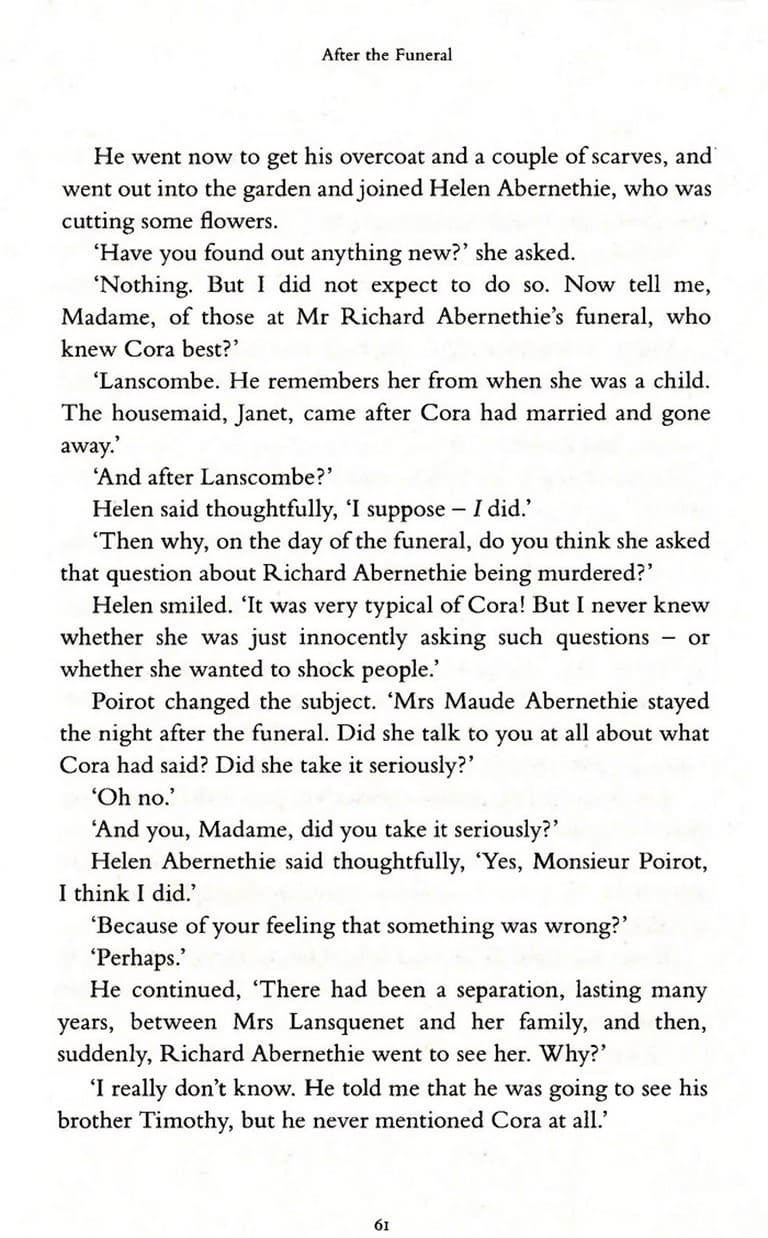 After the Funeral
He went now to get his overcoat and a couple of scarves, and
went out into the garden and joined Helen Abernethie, who was
cutting some flowers.
‘Have you found out anything new?’ she asked.
‘Nothing. But I did not expect to do so. Now tell me,
Madame, of those at Mr Richard Abernethie’s funeral, who
knew Cora best?’
‘Lanscombe. He remembers her from when she was a child.
The housemaid, Janet, came after Cora had married and gone
away.’
‘And after Lanscombe?’
Helen said thoughtfully, ‘I suppose – I did.’
‘Then why, on the day of the funeral, do you think she asked
that question about Richard Abernethie being murdered?’
Helen smiled. ‘It was very typical of Cora! But I never knew
whether she was just innocently asking such questions – or
whether she wanted to shock people.’
Poirot changed the subject. ‘Mrs Maude Abernethie stayed
the night after the funeral. Did she talk to you at all about what
Cora had said? Did she take it seriously?’
‘Oh no.’
‘And you, Madame, did you take it seriously?’
Helen Abernethie said thoughtfully, ‘Yes, Monsieur Poirot,
I think I did.’
‘Because of your feeling that something was wrong?’
‘Perhaps.’
He continued, ‘There had been a separation, lasting many
years, between Mrs Lansquenet and her family, and then,
suddenly, Richard Abernethie went to see her. Why?’
‘I really don’t know. He told me that he was going to see his
brother Timothy, but he never mentioned Cora at all.’
61